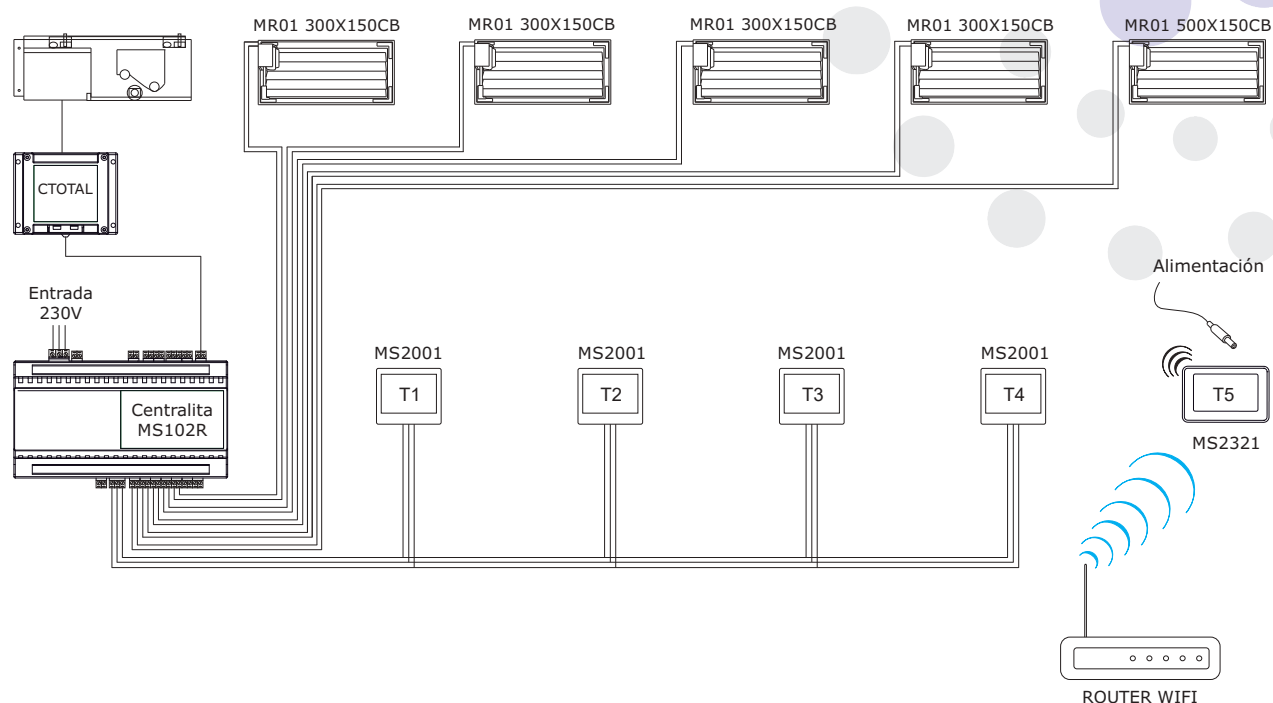 MR01 300X150CB
MR01 300X150CB
MR01 300X150CB
MR01 300X150CB
MR01 500X150CB
CTOTAL
Entrada
230V
Centralita
MS102R
MS2001
T1
MS2001
T2
MS2001
T3
MS2001
T4
Alimentación
T5
MS2321
ROUTER WIFI